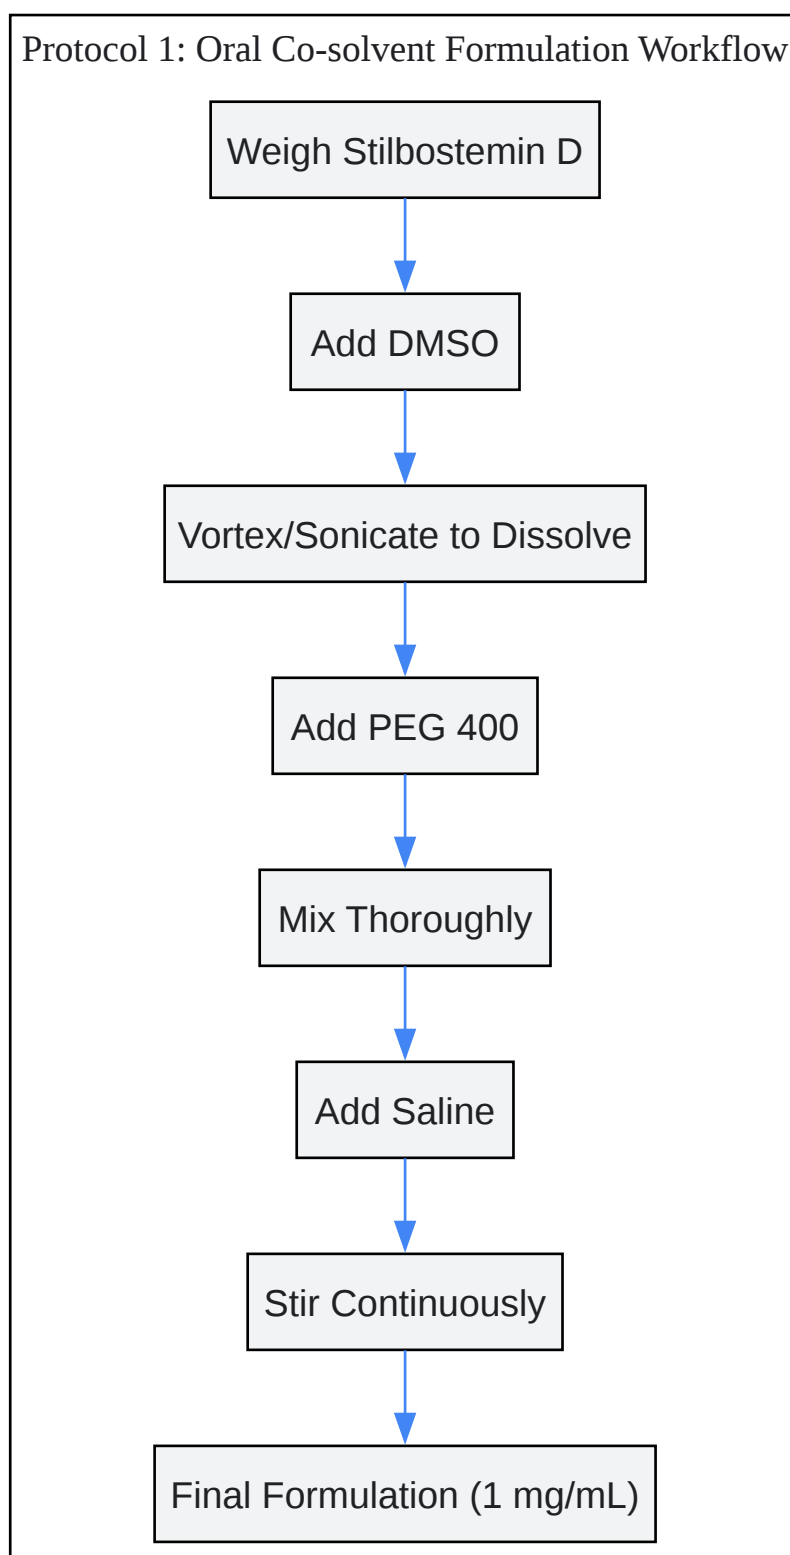 Protocol 1: Oral Co-solvent Formulation Workflow
Weigh Stilbostemin D
Add DMSO
Vortex/Sonicate to Dissolve
Add PEG 400
Mix Thoroughly
Add Saline
Stir Continuously
Final Formulation (1 mg/mL)